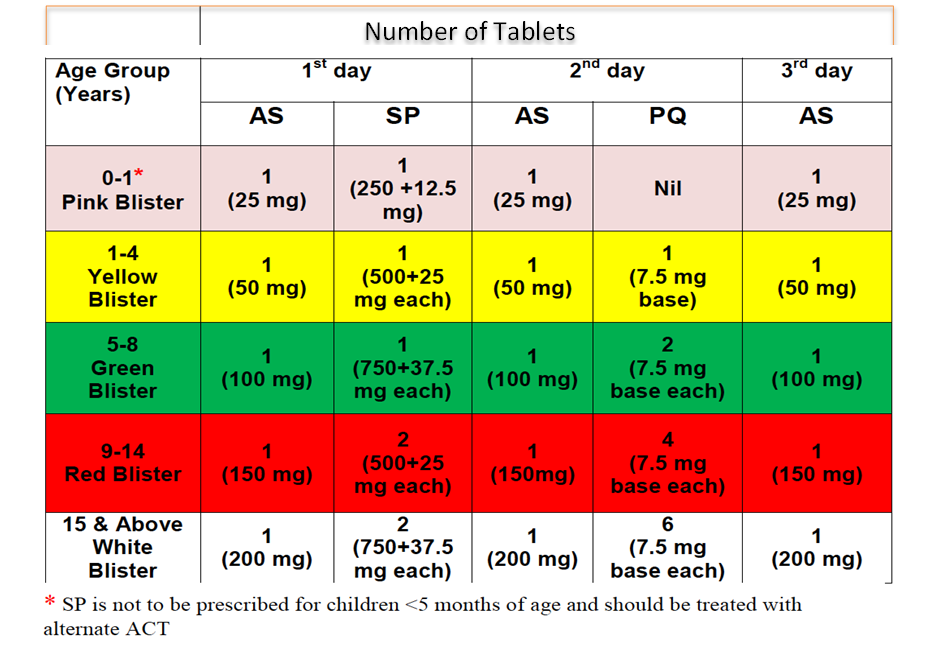 Number of Tablets
Age Group
(Years)
1st day
2nd day
3rd day
AS
SP
AS
PQ
AS
0-1*
Pink Blister
1
(25 mg)
1
(250 +12.5
mg)
1
(25 mg)
Nil
1
(25 mg)
1-4
Yellow
Blister
1
(50 mg)
1
(500+25
mg each)
1
(50 mg)
1
(7.5 mg
base)
1
(50 mg)
5-8
Green
Blister
1
(100 mg)
1
(750+37.5
mg each)
1
(100 mg)
2
(7.5 mg
base each)
1
(100 mg)
9-14
Red Blister
1
(150 mg)
2
(500+25
mg each)
1
(150mg)
4
(7.5 mg
base each)
1
(150 mg)
15 & Above
White
Blister
1
(200 mg)
2
(750+37.5
mg each)
1
(200 mg)
6
(7.5 mg
base each)
1
(200 mg)
* SP is not to be prescribed for children <5 months of age and should be treated with
alternate ACT